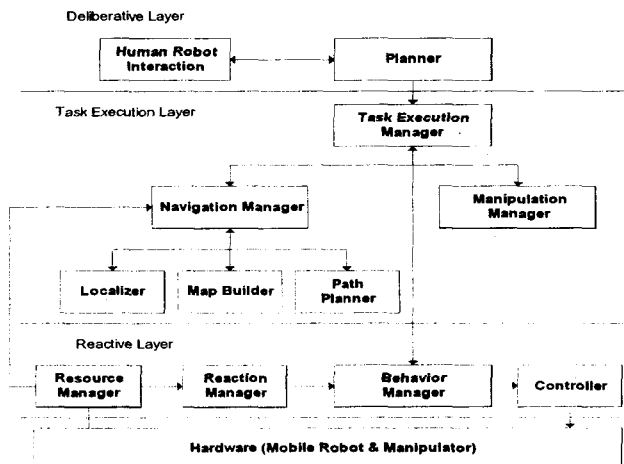 Deliberative Layer
Human Robot
Interaction
Planner
Task Execution Layer
Task Execution
Manager
Navigation Manager
Manipulation
Manager
Localizer
Map Builder
Path
Planner
Reactive Layer
Resource
Manager
Reaction
Manager
Behavior
Manager
Controller
Hardware (Mobile Robot & Manipulator)